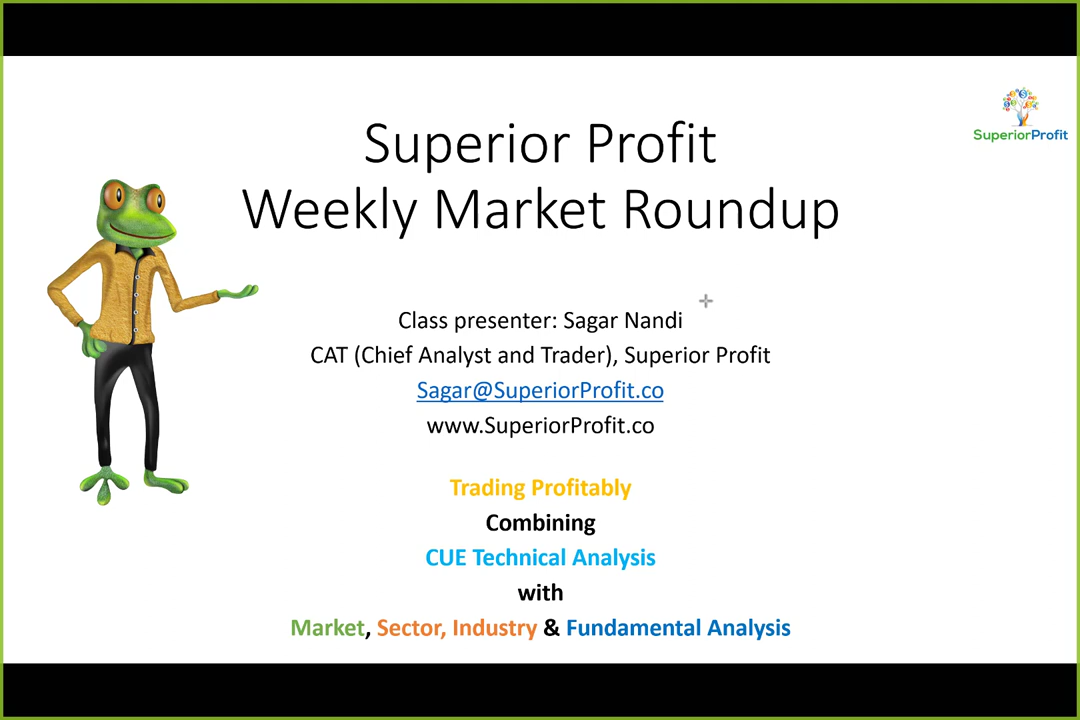 SuperiorProfit
Superior Profit
Weekly Market Roundup
Class presenter: Sagar Nandi
CAT (Chief Analyst and Trader), Superior Profit
Sagar@SuperiorProfit.co
www.SuperiorProfit.co
Trading Profitably
Combining
CUE Technical Analysis
with
Market, Sector, Industry & Fundamental Analysis